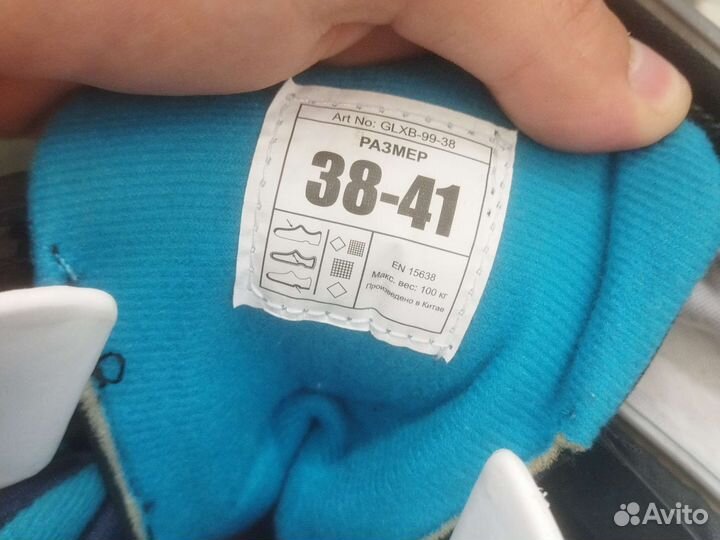 Art No: GLXB-99-38
РАЗМЕР
38-41
EN 15638
Макс. вес: 100 кг
Произведено в Китае
Avito